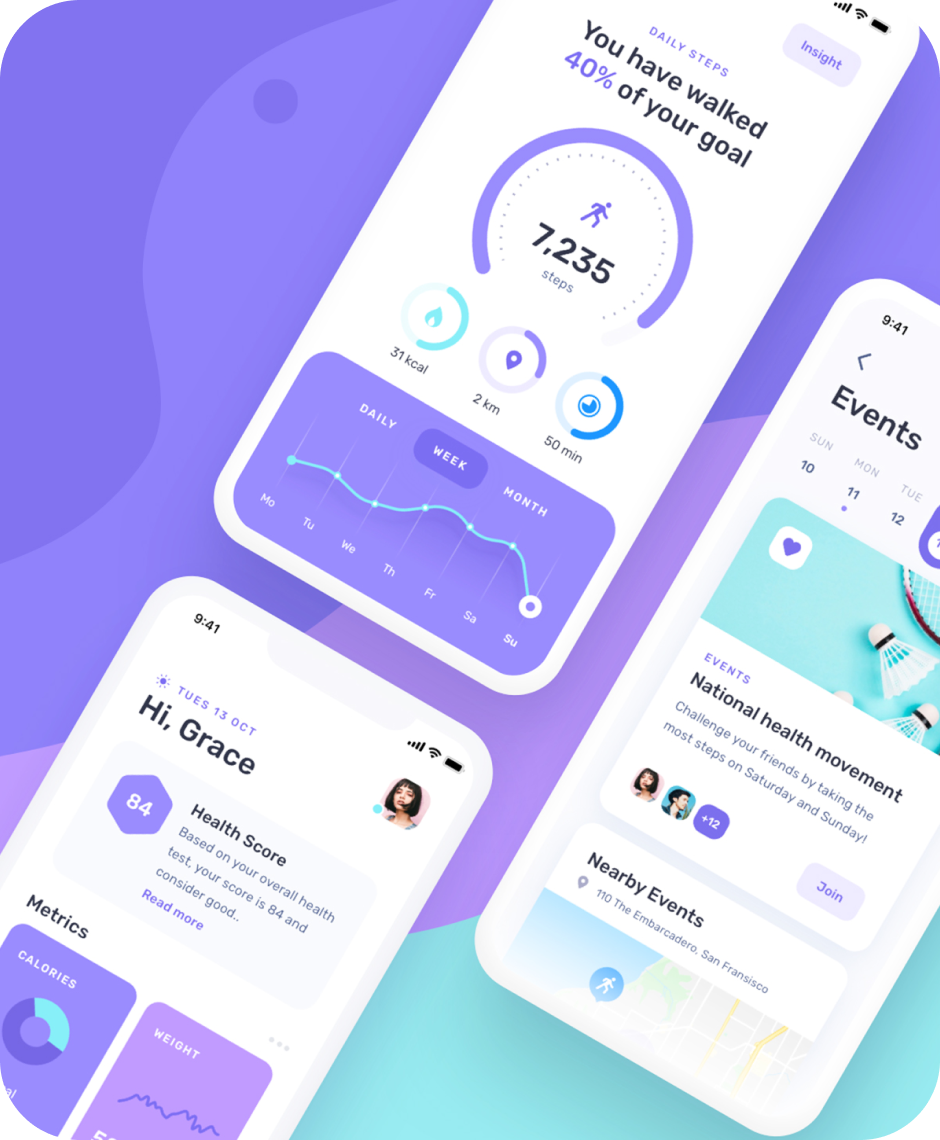 Insight
DAILY STEPS
You have walked
40% of your goal
7,235
steps
31 kcal
2 km
50 min
DAILY
WEEK
MONTH
Mo
Tu
We
Th
Fr
Sa
Su
9:41
Events
SUN
MON
TUE
10
11
12
EVENTS
National health movement
Challenge your friends by taking the
most steps on Saturday and Sunday!
+12
Join
Nearby Events
110 The Embarcadero, San Fransisco
9:41
TUES 13 OCT
Hi, Grace
84
Health Score
Based on your overall health
test, your score is 84 and
consider good..
Read more
Metrics
CALORIES
WEIGHT